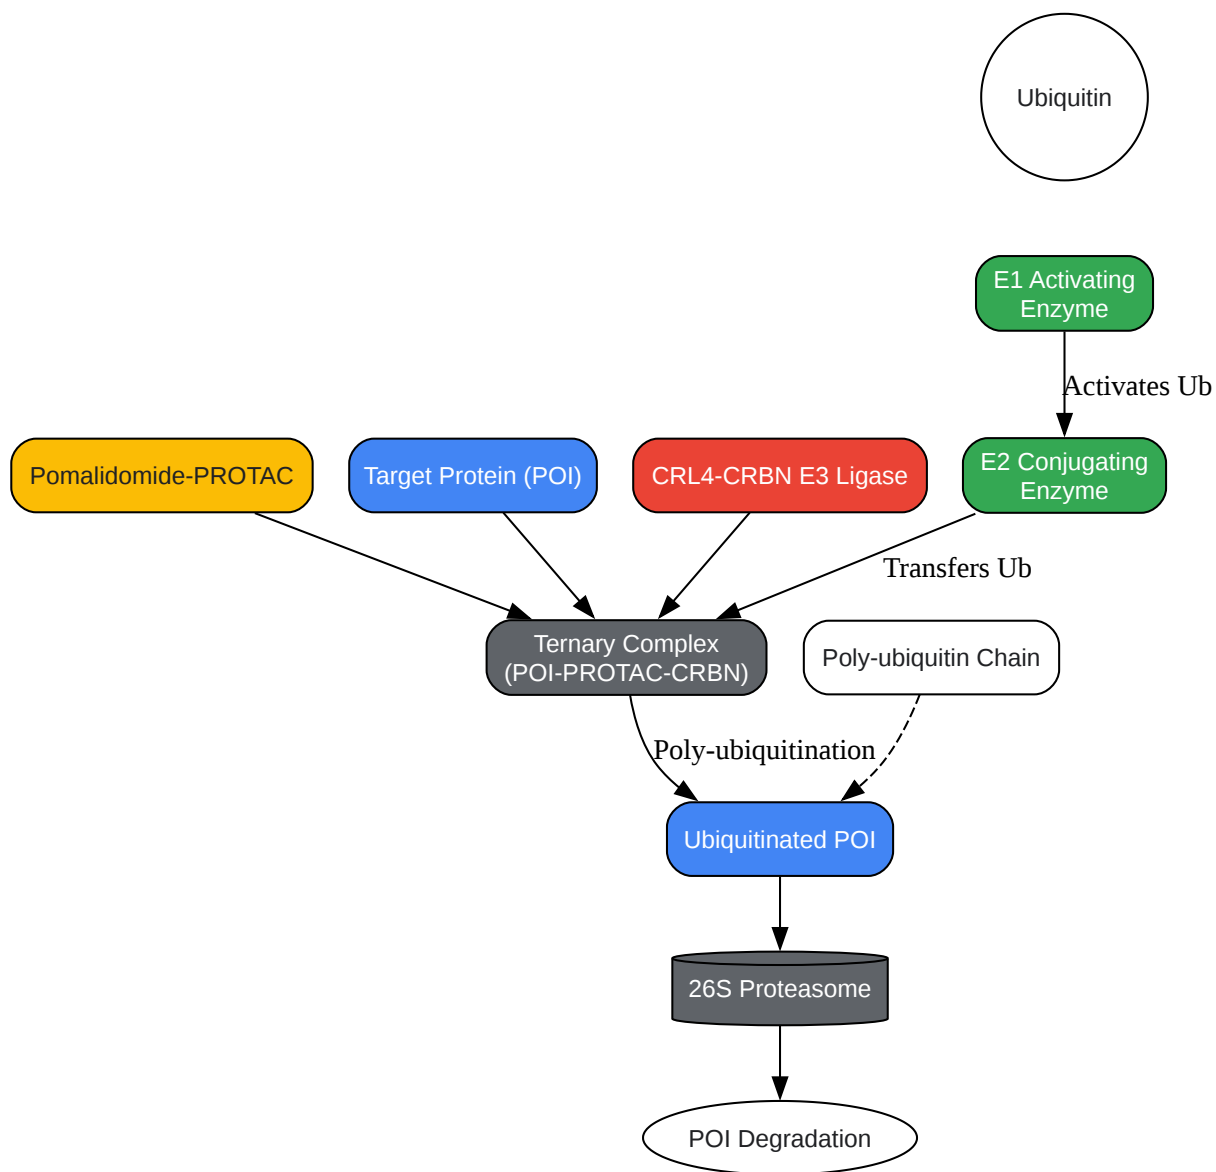 Ubiquitin
E1 Activating
Enzyme
Activates Ub
Pomalidomide-PROTAC
Target Protein (POI)
CRL4-CRBN E3 Ligase
E2 Conjugating
Enzyme
Transfers Ub
Ternary Complex
(POI-PROTAC-CRBN)
Poly-ubiquitin Chain
Poly-ubiquitination
Ubiquitinated POI
26S Proteasome
POI Degradation